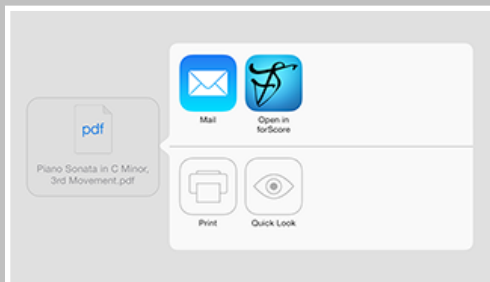 pdf
Piano Sonata in C Minor,
3rd Movement.pdf
Mail
Open in
forScore
Print
Quick Look